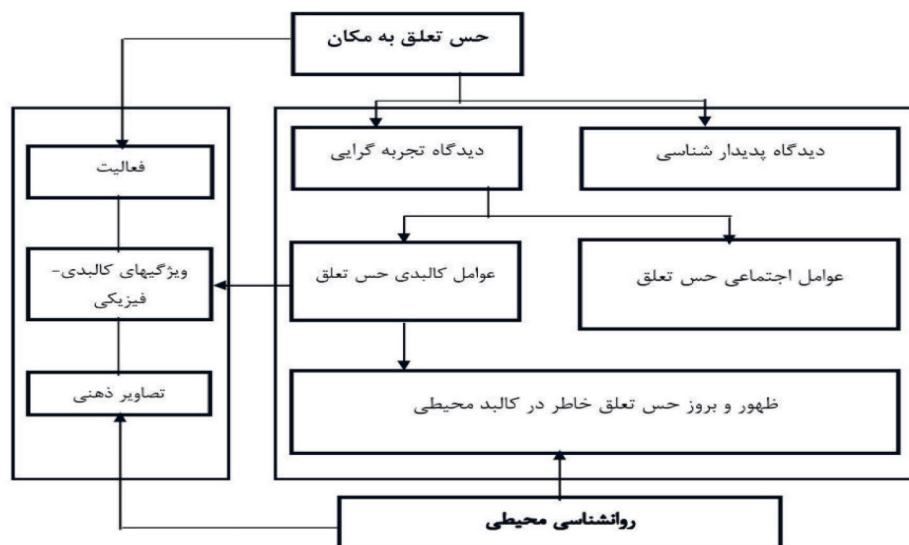 حس تعلق به مکان
دیدگاه پدیدار شناسی
دیدگاه تجربه گرایی
فعالیت
عوامل اجتماعی حس تعلق
عوامل کالبدی حس تعلق
ویژگیهای کالبدی-
فیزیکی
ظهور و بروز حس تعلق خاطر در کالبد محیطی
تصاویر ذهنی
روانشناسی محیطی